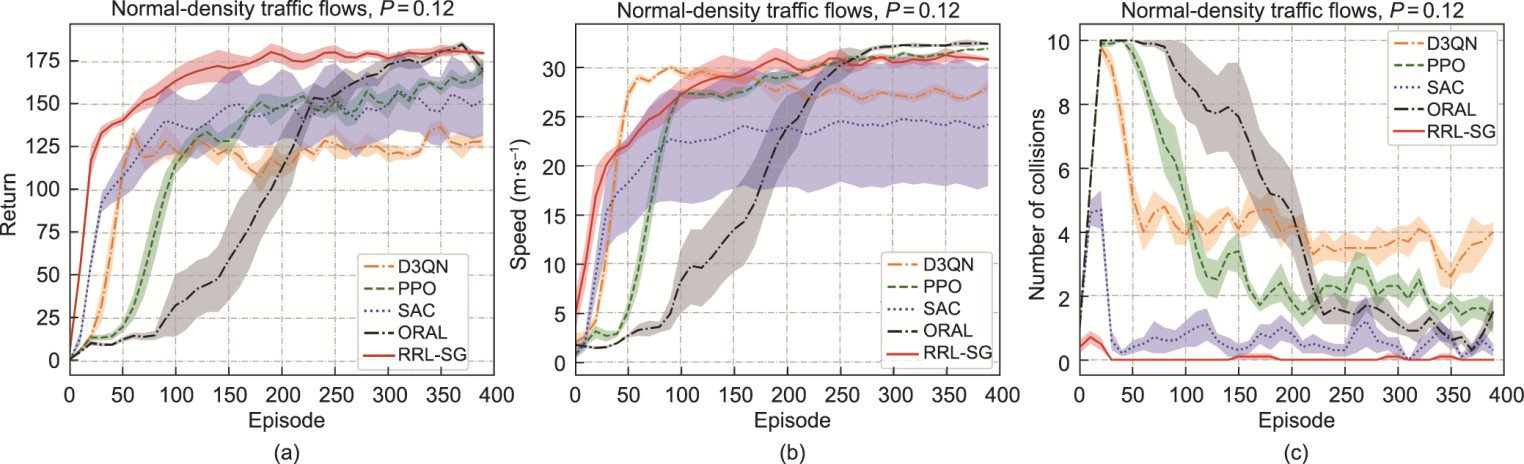 Normal-density traffic flows, P = 0.12
Return
175
150
125
100
75
50
25
0
D3QN
PPO
SAC
ORAL
RRL-SG
0 50 100 150 200 250 300 350 400
Episode
(a)
Normal-density traffic flows, P = 0.12
Speed (m·s⁻¹)
30
25
20
15
10
5
0
D3QN
PPO
SAC
ORAL
RRL-SG
0 50 100 150 200 250 300 350 400
Episode
(b)
Normal-density traffic flows, P = 0.12
Number of collisions
10
8
6
4
2
0
D3QN
PPO
SAC
ORAL
RRL-SG
0 50 100 150 200 250 300 350 400
Episode
(c)